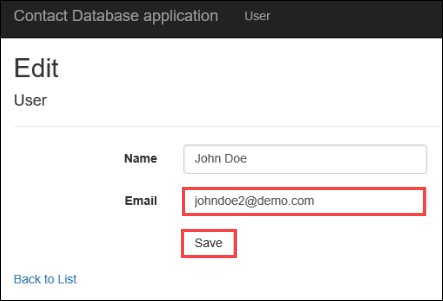 Contact Database application User
Edit
User
Name John Doe
Email johndoe2@demo.com
Save
Back to List